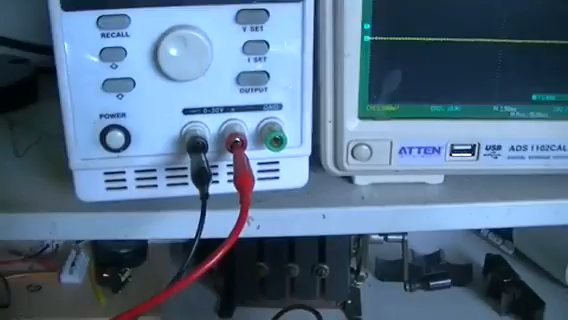 RECALL
V SET
I SET
OUTPUT
POWER
0-30V
GND
ATTEN
USB
ADS 1102CAL